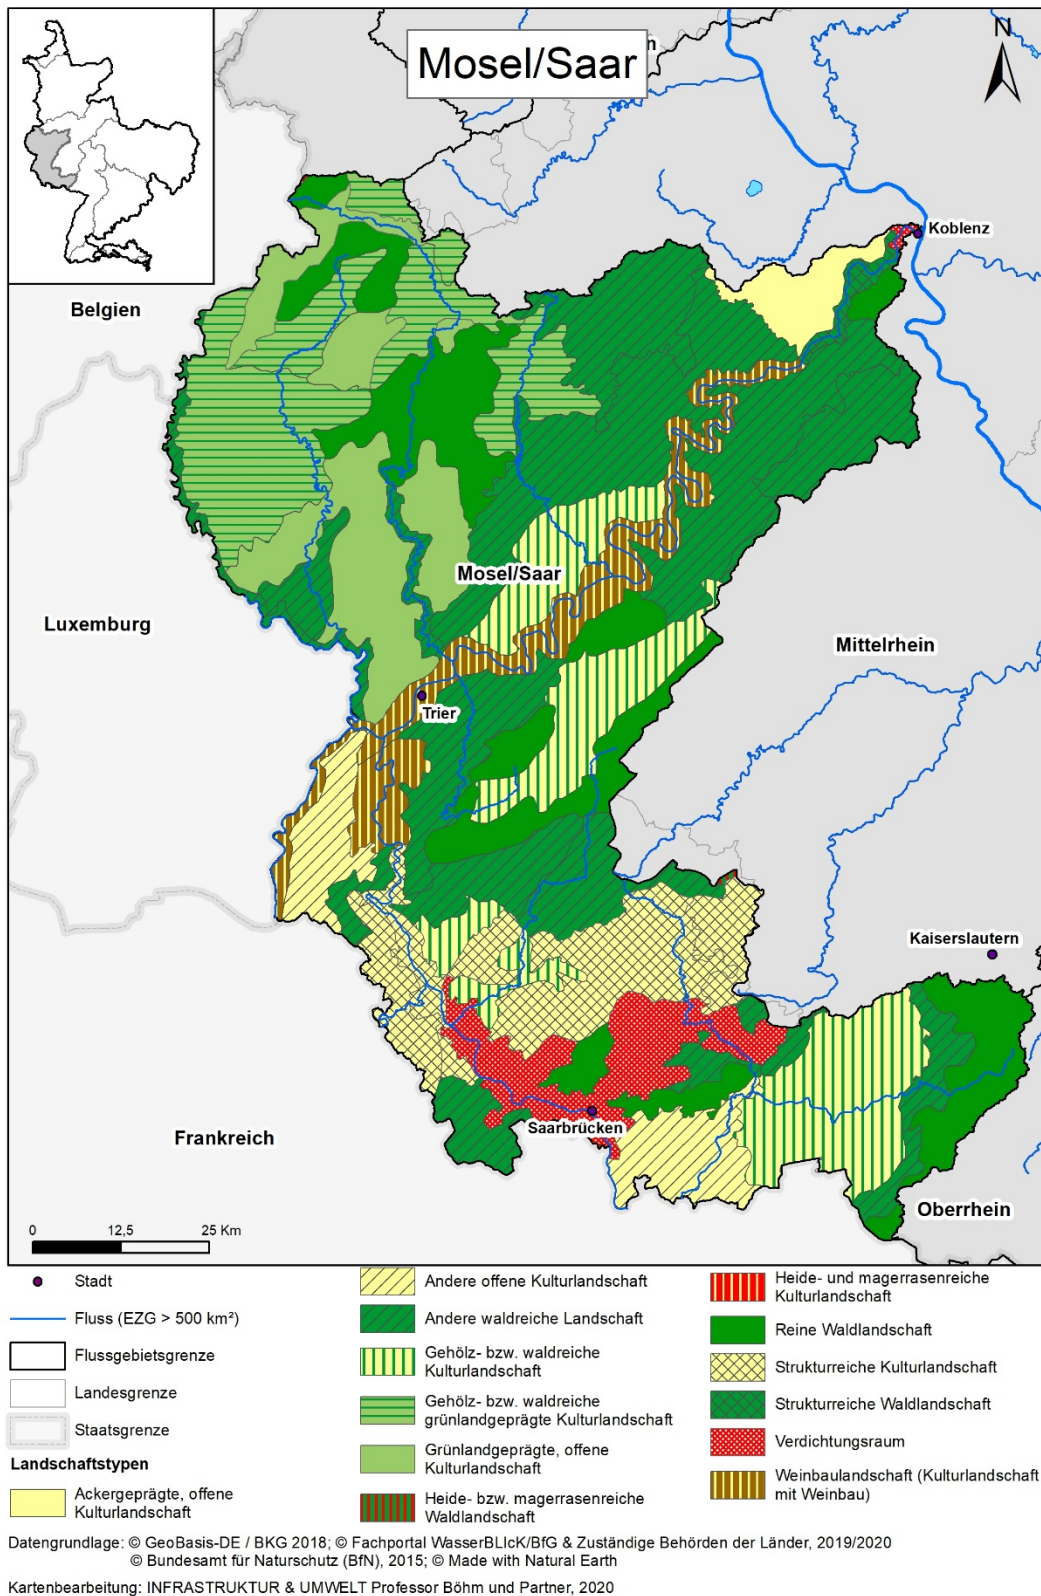 Mosel/Saar
N
Koblenz
Belgien
Mosel/Saar
Luxemburg
Mittelrhein
Trier
Kaiserslautern
Saarbrücken
Frankreich
Oberrhein
0 12,5 25 Km
Stadt
Fluss (EZG > 500 km²)
Flussgebietsgrenze
Landesgrenze
Staatsgrenze
Landschaftstypen
Ackergeprägte, offene
Kulturlandschaft
Andere offene Kulturlandschaft
Andere waldreiche Landschaft
Gehölz- bzw. waldreiche
Kulturlandschaft
Gehölz- bzw. waldreiche
grünlandgeprägte Kulturlandschaft
Grünlandgeprägte, offene
Kulturlandschaft
Heide- bzw. magerrasenreiche
Waldlandschaft
Heide- und magerrasenreiche
Kulturlandschaft
Reine Waldlandschaft
Strukturreiche Kulturlandschaft
Strukturreiche Waldlandschaft
Verdichtungsraum
Weinbaulandschaft (Kulturlandschaft
mit Weinbau)
Datengrundlage: © GeoBasis-DE / BKG 2018; © Fachportal WasserBLIcK/BfG & Zuständige Behörden der Länder, 2019/2020
© Bundesamt für Naturschutz (BfN), 2015; © Made with Natural Earth
Kartenbearbeitung: INFRASTRUKTUR & UMWELT Professor Böhm und Partner, 2020